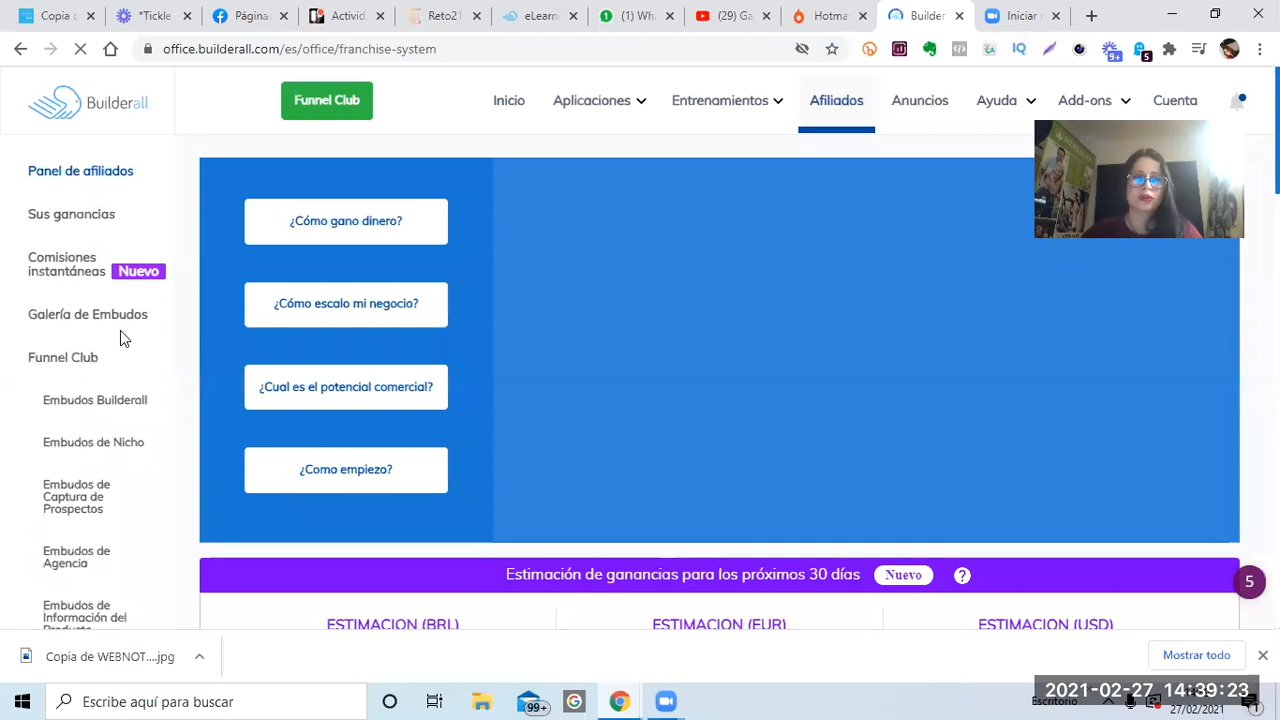 "Tickle
Página
Activid
Reto2
eLearn
(1) Wh
(29) Ga
Hotma
Builder
Iniciar
office.builderall.com/es/office/franchise-system
9+
5
Builderall
Funnel Club
Inicio
Aplicaciones
Entrenamientos
Afiliados
Anuncios
Ayuda
Add-ons
Cuenta
Panel de afiliados
Sus ganancias
Comisiones
instantáneas Nuevo
Galería de Embudos
Funnel Club
Embudos Builderall
Embudos de Nicho
Embudos de
Captura de
Prospectos
Embudos de
Agencia
Embudos de
Información del
Producto
¿Cómo gano dinero?
¿Cómo escalo mi negocio?
¿Cual es el potencial comercial?
¿Como empiezo?
Estimación de ganancias para los próximos 30 días Nuevo ?
ESTIMACION (BRL)
ESTIMACION (EUR)
ESTIMACION (USD)
5
Copia de WEBNOT....jpg
Mostrar todo
Escribe aquí para buscar
99+
Escritorio
2021-02-27 14:39:23
27/02/2021